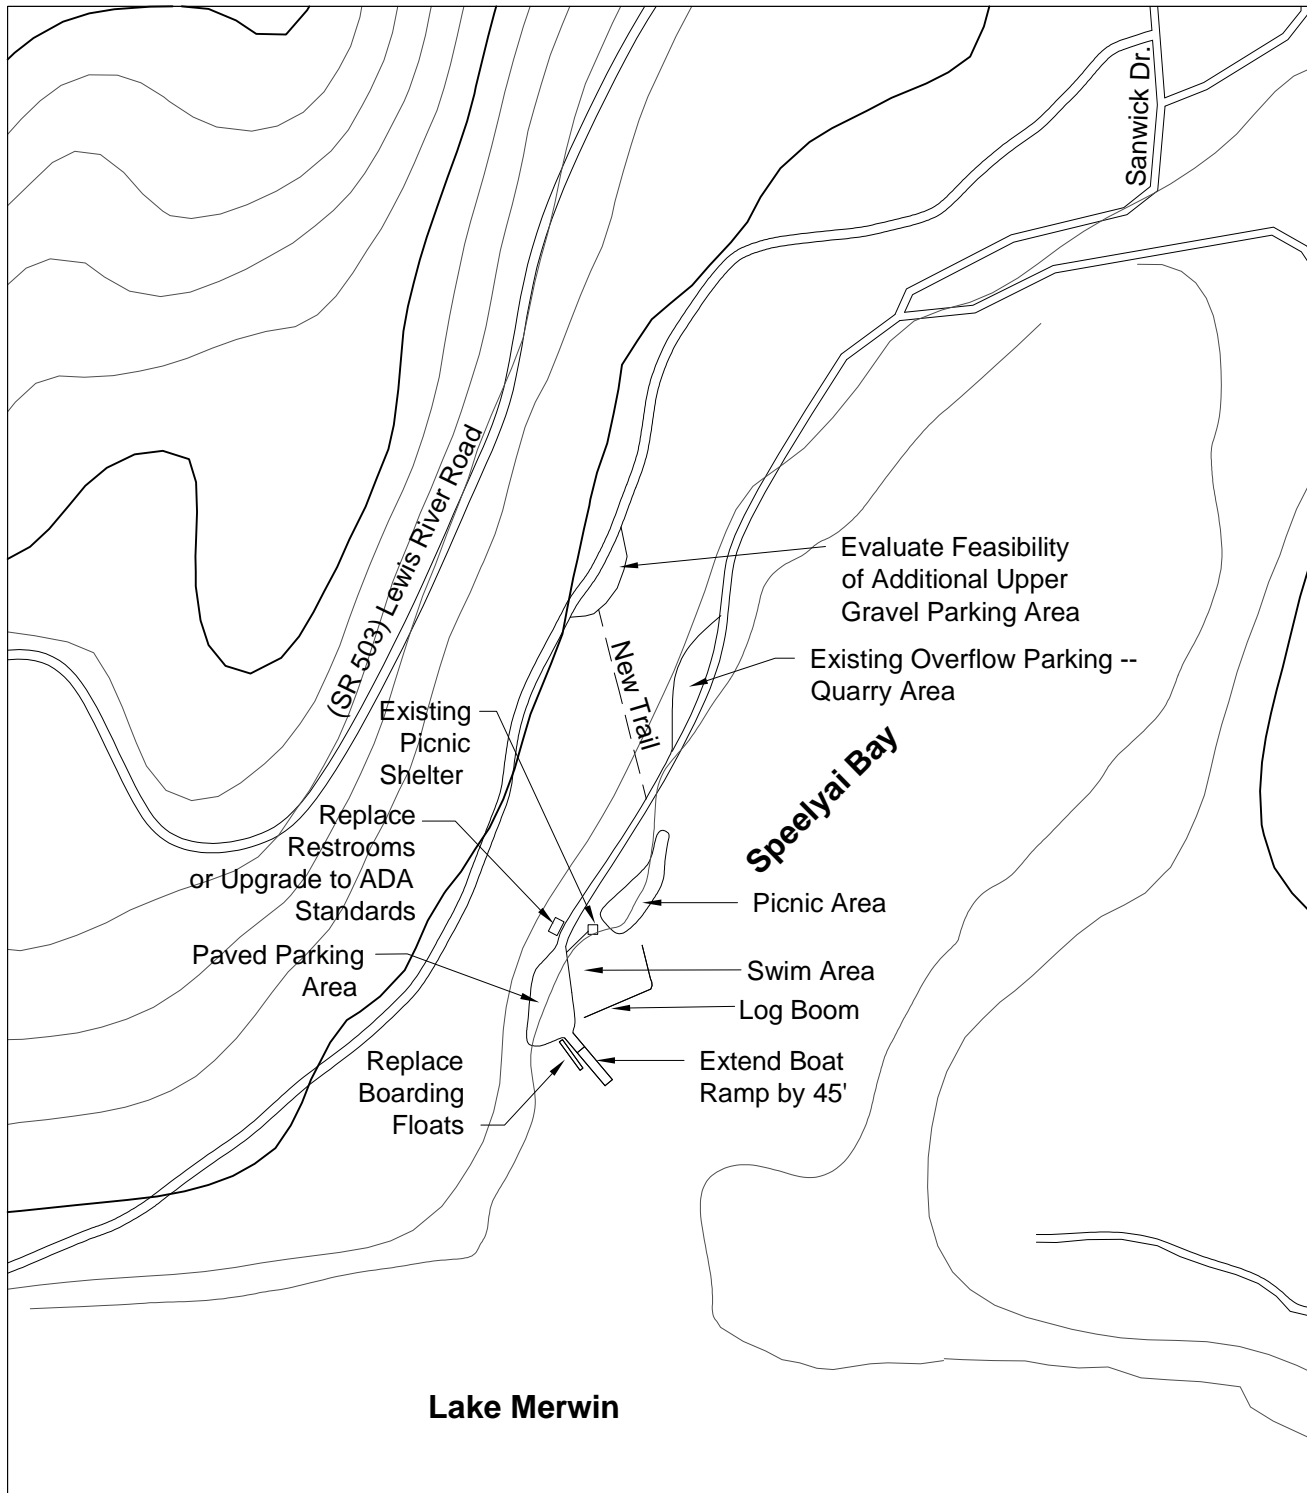 Sanwick Dr.
(SR 503) Lewis River Road
Evaluate Feasibility
of Additional Upper
Gravel Parking Area
New Trail
Existing Overflow Parking --
Quarry Area
Existing
Picnic
Shelter
Speelyai Bay
Replace
Restrooms
or Upgrade to ADA
Standards
Picnic Area
Paved Parking
Area
Swim Area
Log Boom
Replace
Boarding
Floats
Extend Boat
Ramp by 45'
Lake Merwin